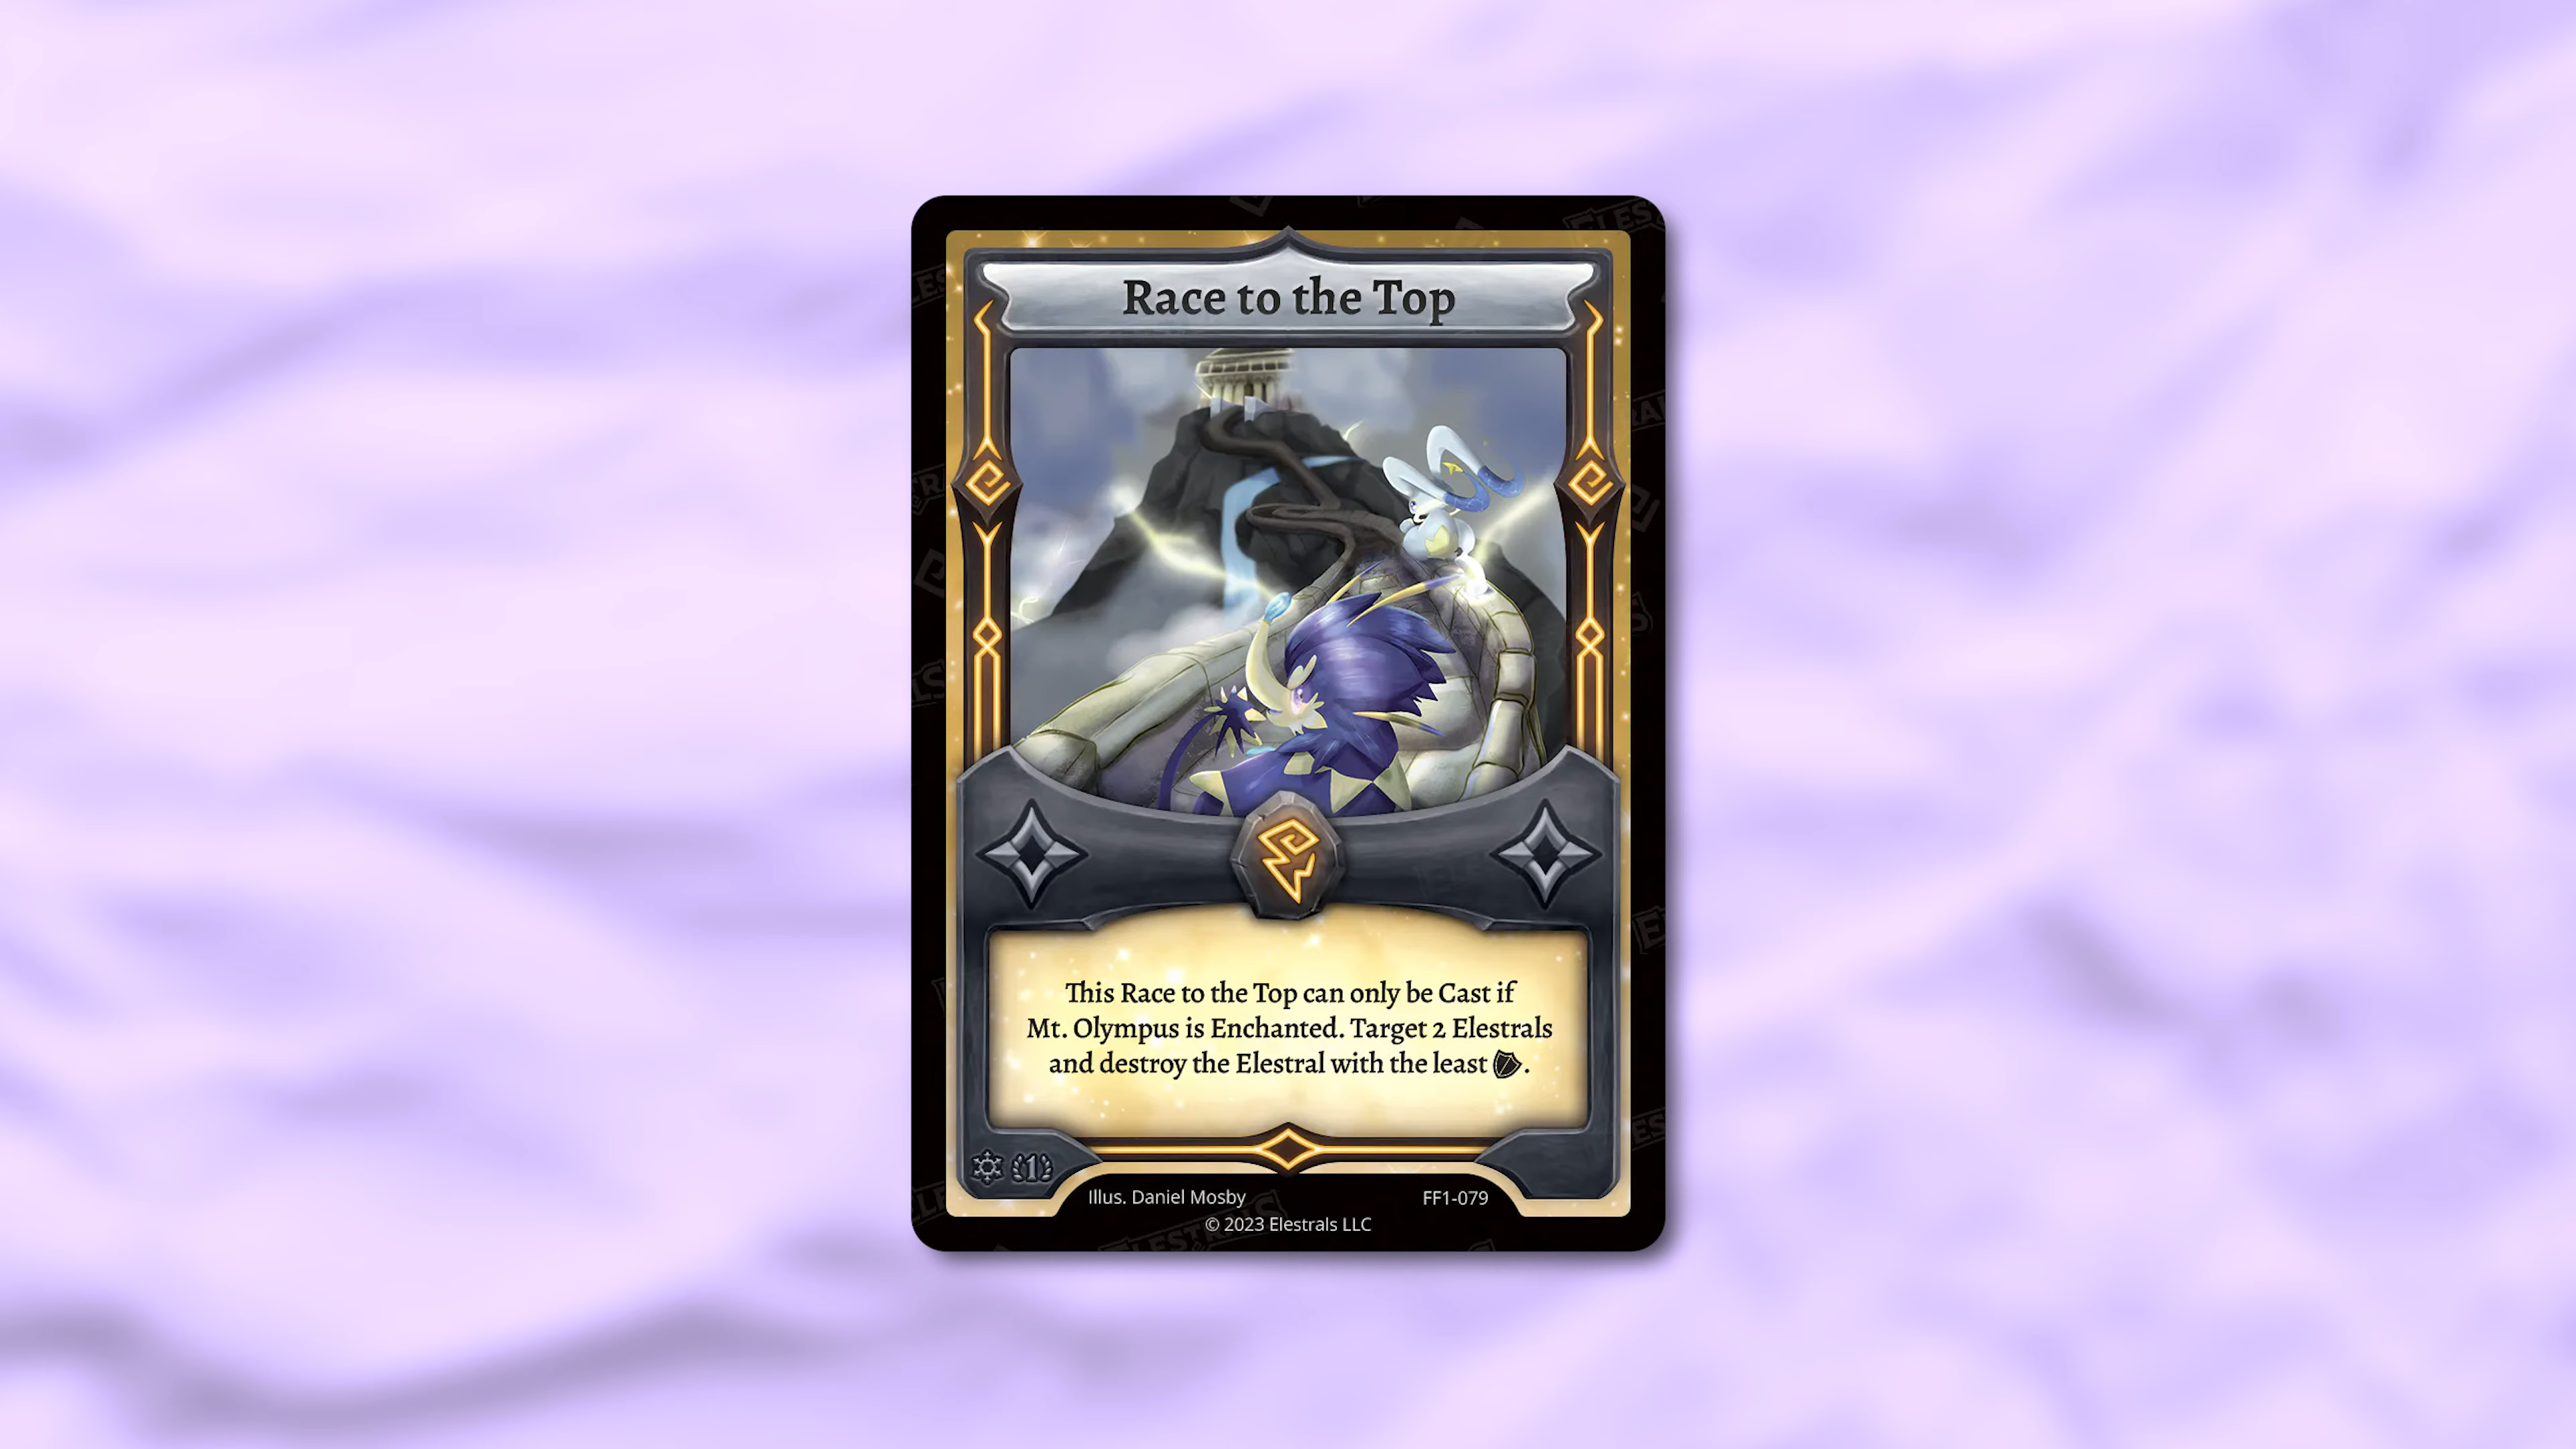 Race to the Top
This Race to the Top can only be Cast if
Mt. Olympus is Enchanted. Target 2 Elestrals
and destroy the Elestral with the least .
1
Illus. Daniel Mosby
FF1-079
© 2023 Elestrals LLC